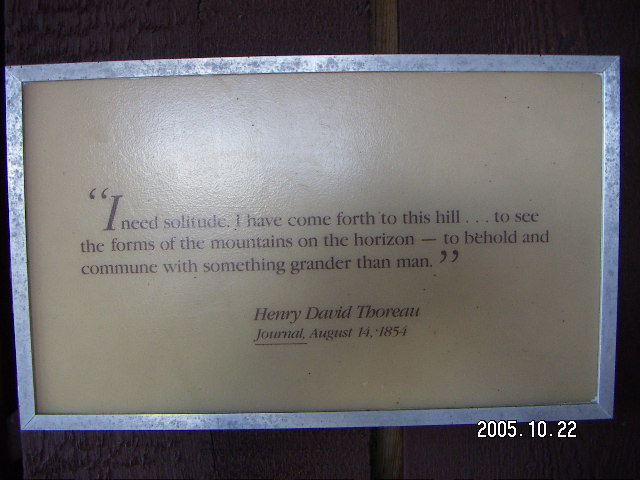 “I need solitude. I have come forth to this hill . . . to see
the forms of the mountains on the horizon — to behold and
commune with something grander than man.”
Henry David Thoreau
Journal, August 14, 1854
2005.10.22